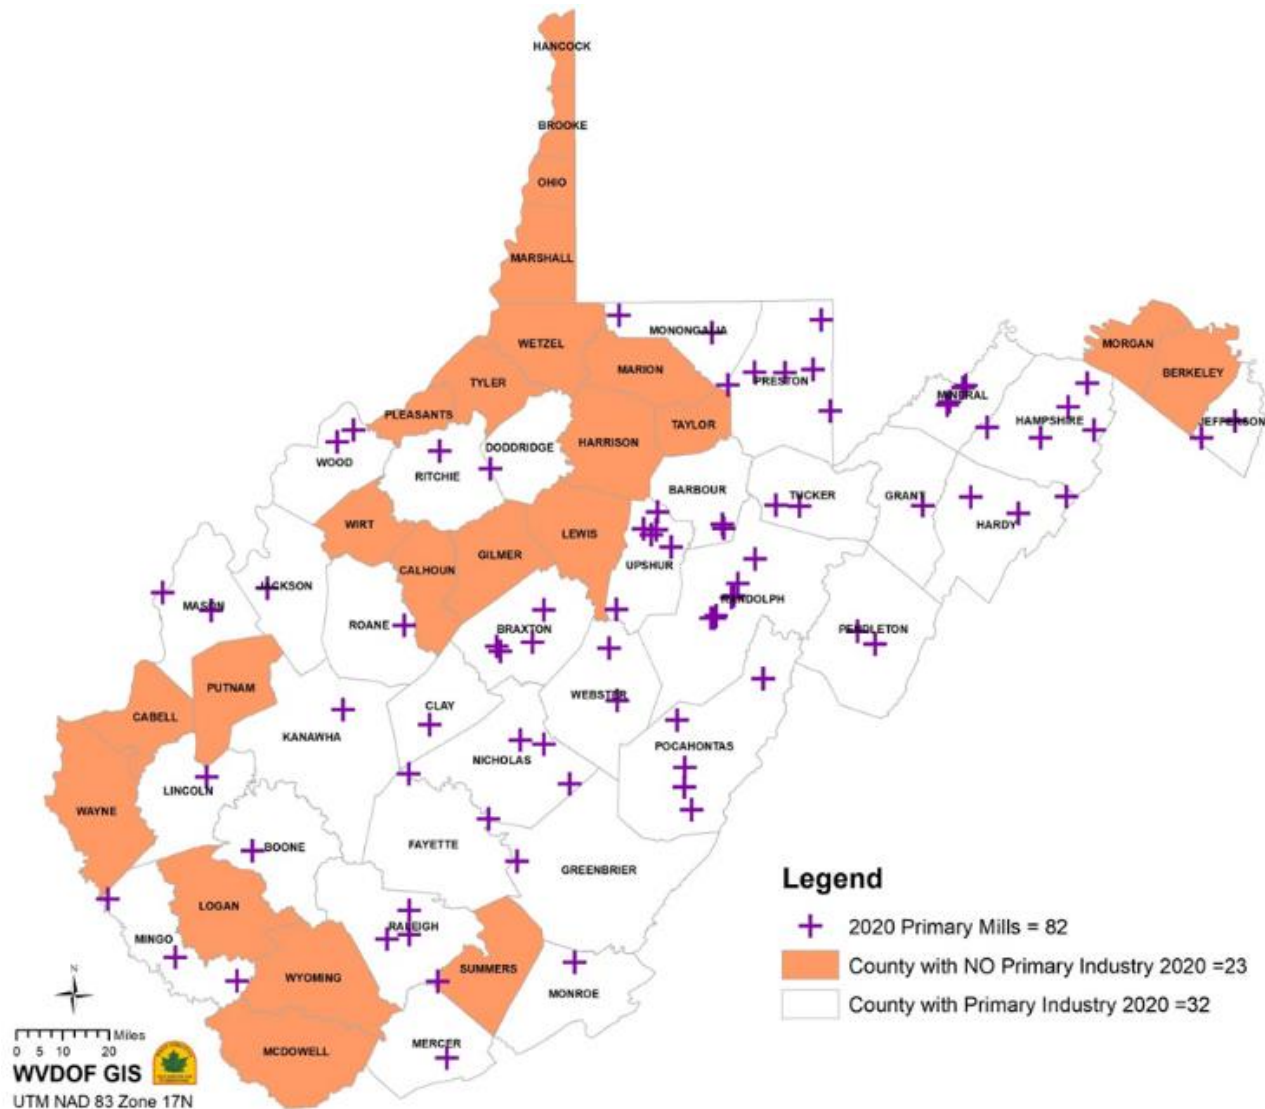 HANCOCK
BROOKE
OHIO
MARSHALL
WETZEL
MONONGALIA
MARION
TYLER
PRESTON
MORGAN
BERKELEY
PLEASANTS
TAYLOR
MINERAL
HAMPSHIRE
JEFFERSON
HARRISON
DODDRIDGE
WOOD
RITCHIE
BARBOUR
TUCKER
GRANT
HARDY
WIRT
LEWIS
GILMER
CALHOUN
UPSHUR
JACKSON
MASON
RANDOLPH
ROANE
BRAXTON
PENDLETON
PUTNAM
WEBSTER
CLAY
CABELL
KANAWHA
POCAHONTAS
NICHOLAS
LINCOLN
WAYNE
BOONE
FAYETTE
GREENBRIER
LOGAN
RALEIGH
MINGO
SUMMERS
WYOMING
MONROE
MERCER
MCDOWELL
Legend
2020 Primary Mills = 82
County with NO Primary Industry 2020 =23
County with Primary Industry 2020 =32
N
Miles
0 5 10 20
WVDOF GIS
UTM NAD 83 Zone 17N